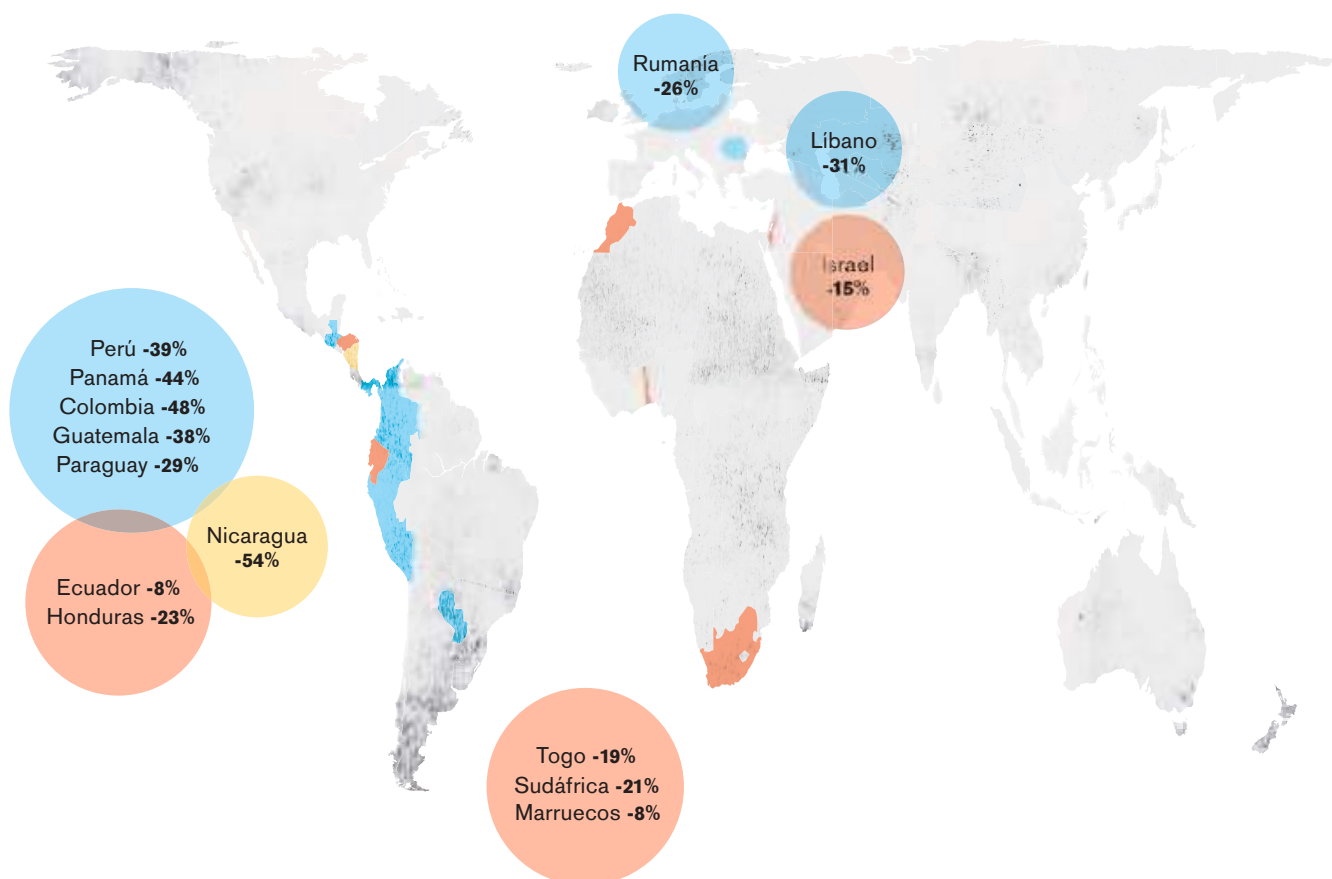 Rumanía
-26%
Líbano
-31%
Israel
-15%
Perú -39%
Panamá -44%
Colombia -48%
Guatemala -38%
Paraguay -29%
Nicaragua
-54%
Ecuador -8%
Honduras -23%
Togo -19%
Sudáfrica -21%
Marruecos -8%